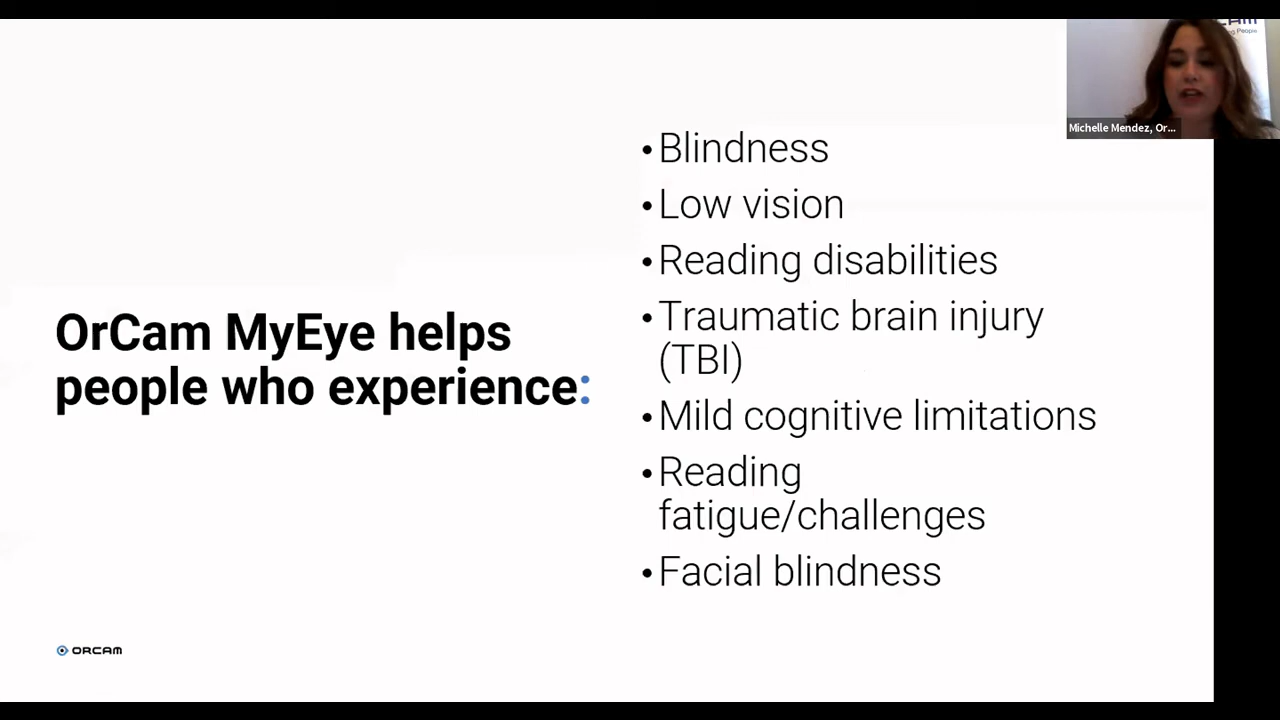 OrCam MyEye helps
people who experience:
• Blindness
• Low vision
• Reading disabilities
• Traumatic brain injury
(TBI)
• Mild cognitive limitations
• Reading
fatigue/challenges
• Facial blindness
ORCAM
People
Michelle Mendez, Or...